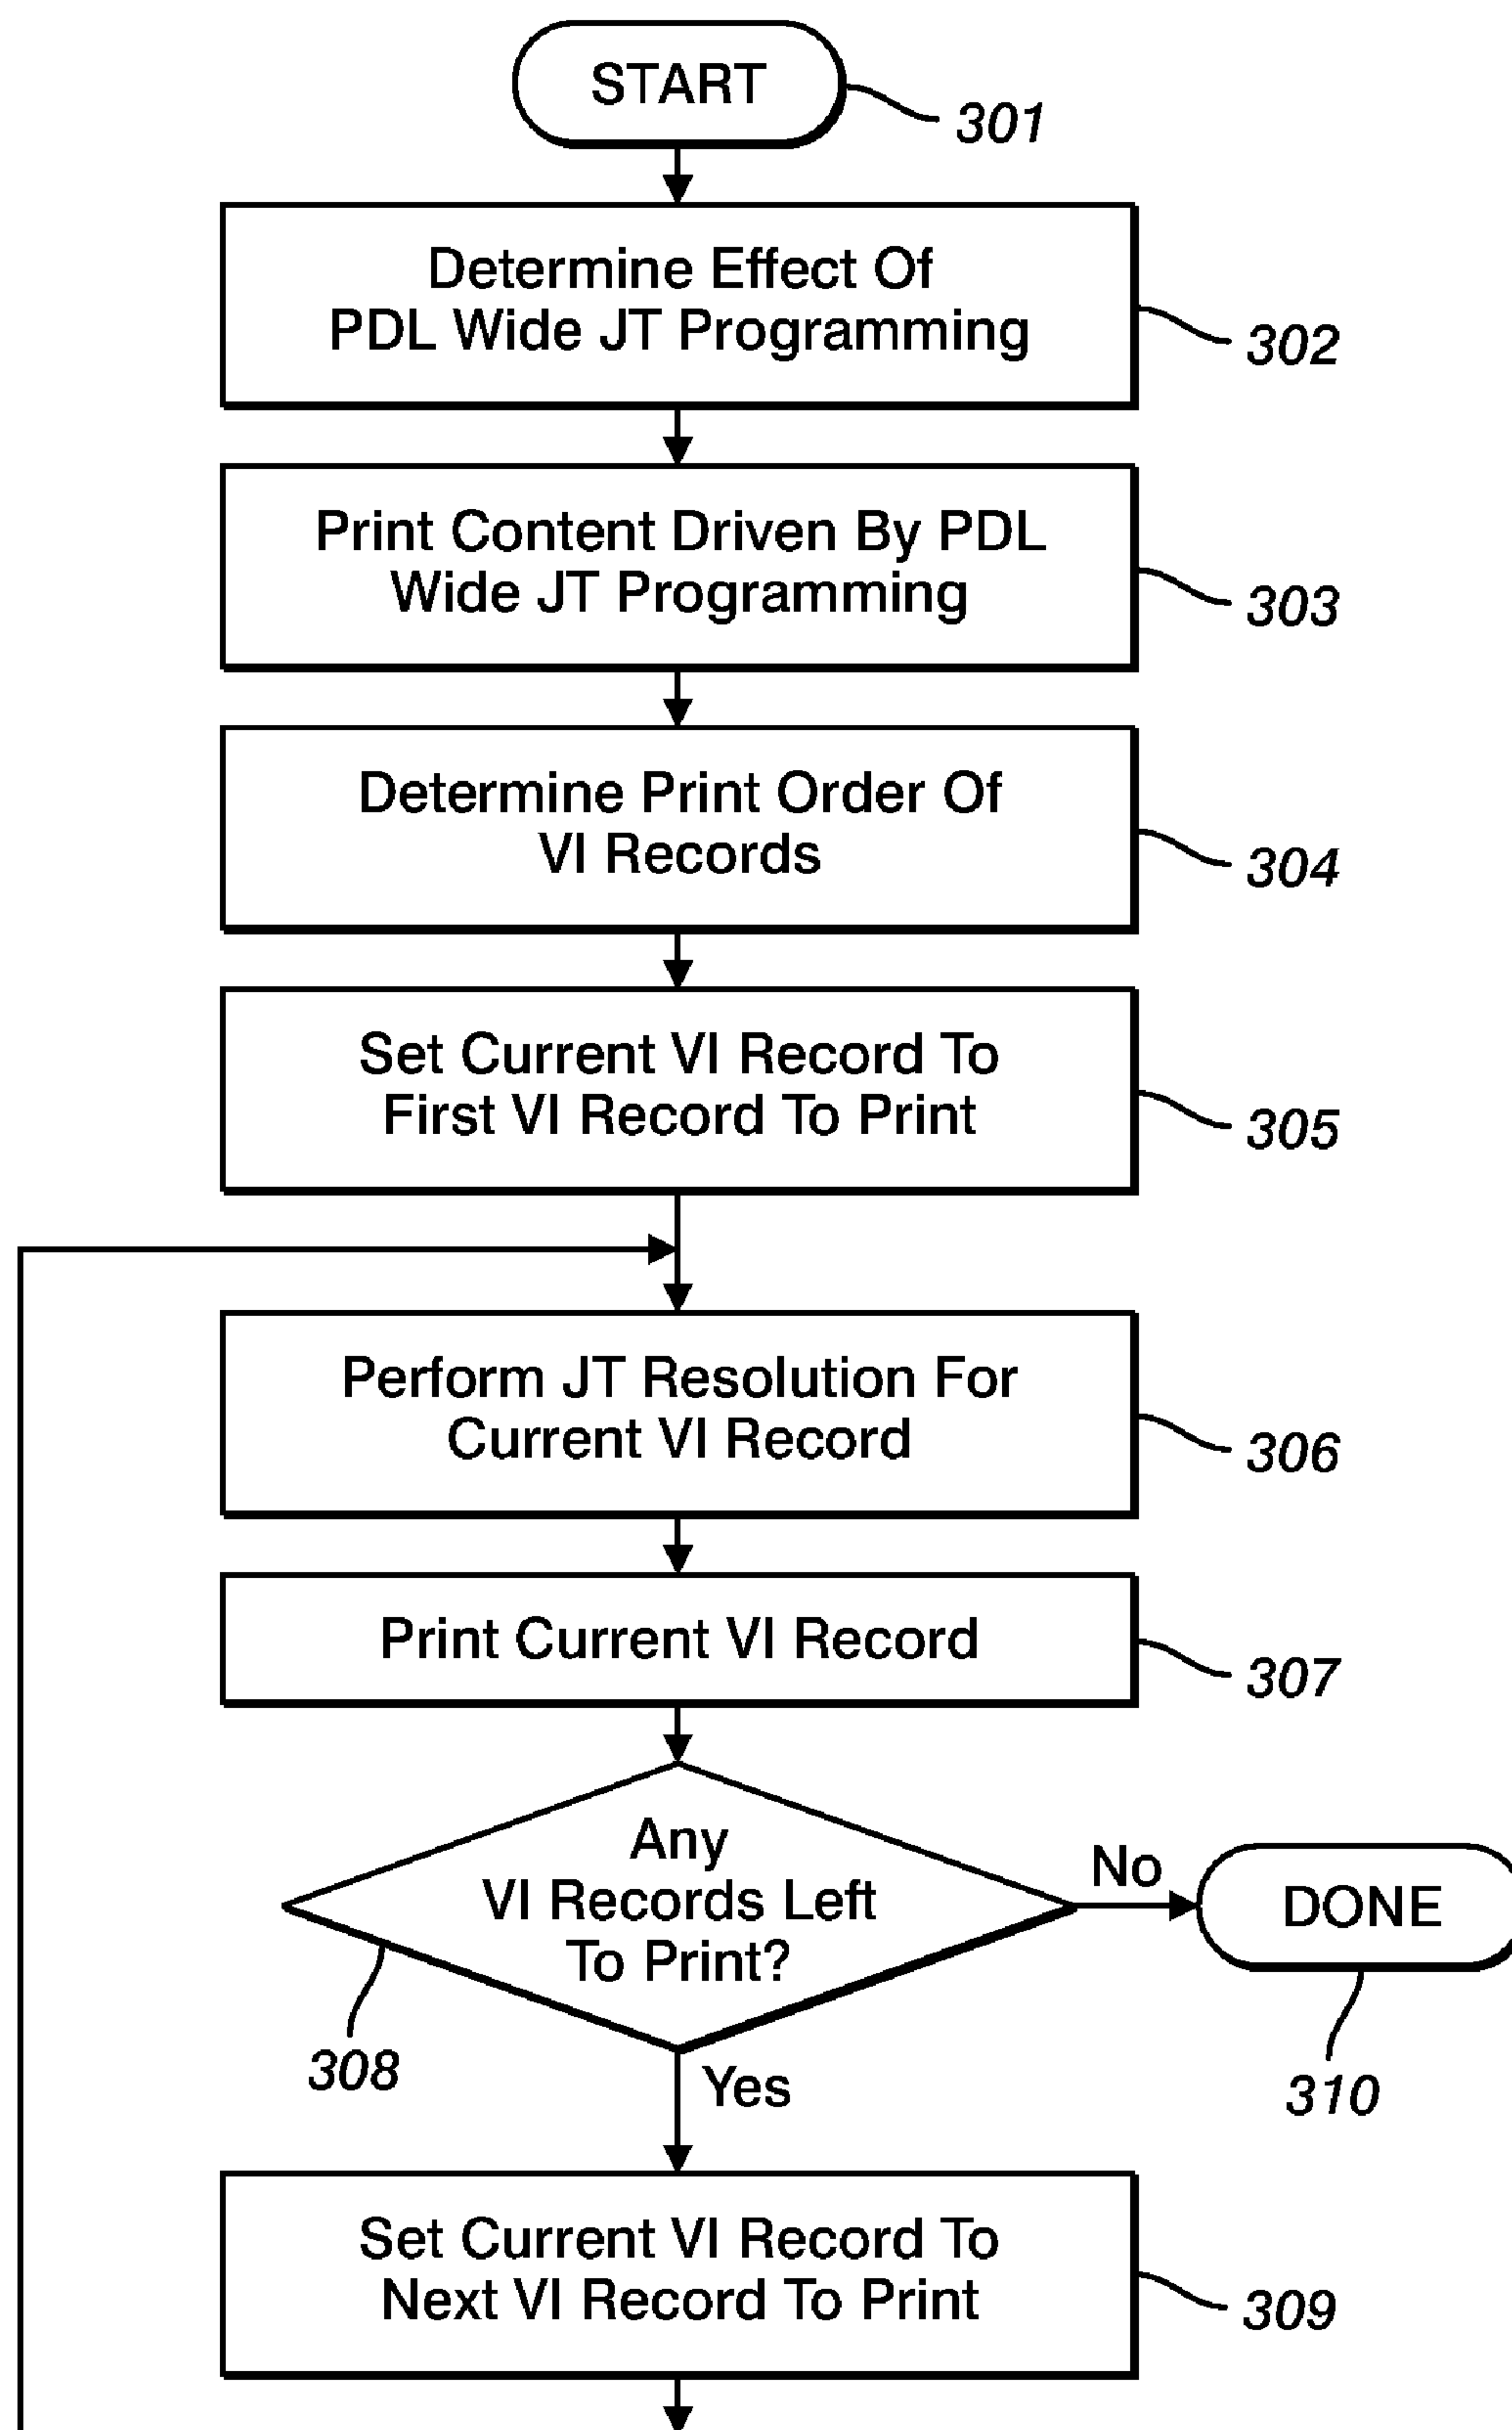 START
301
Determine Effect Of
PDL Wide JT Programming
302
Print Content Driven By PDL
Wide JT Programming
303
Determine Print Order Of
VI Records
304
Set Current VI Record To
First VI Record To Print
305
Perform JT Resolution For
Current VI Record
306
Print Current VI Record
307
Any
VI Records Left
To Print?
308
No
DONE
310
Yes
Set Current VI Record To
Next VI Record To Print
309